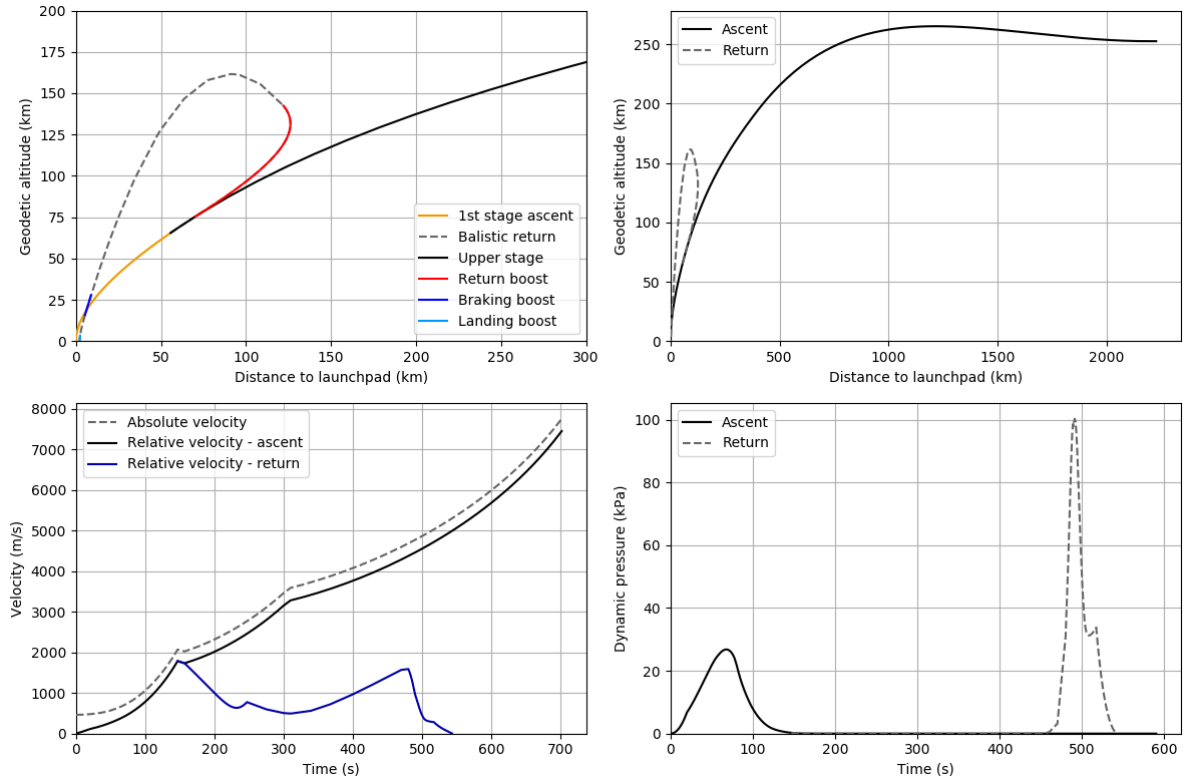 200
175
150
125
100
75
50
25
0
Geodetic altitude (km)
1st stage ascent
Balistic return
Upper stage
Return boost
Braking boost
Landing boost
0 50 100 150 200 250 300
Distance to launchpad (km)
250
200
150
100
50
0
Geodetic altitude (km)
Ascent
Return
0 500 1000 1500 2000
Distance to launchpad (km)
8000
7000
6000
5000
4000
3000
2000
1000
0
Velocity (m/s)
Absolute velocity
Relative velocity - ascent
Relative velocity - return
0 100 200 300 400 500 600 700
Time (s)
100
80
60
40
20
0
Dynamic pressure (kPa)
Ascent
Return
0 100 200 300 400 500 600
Time (s)